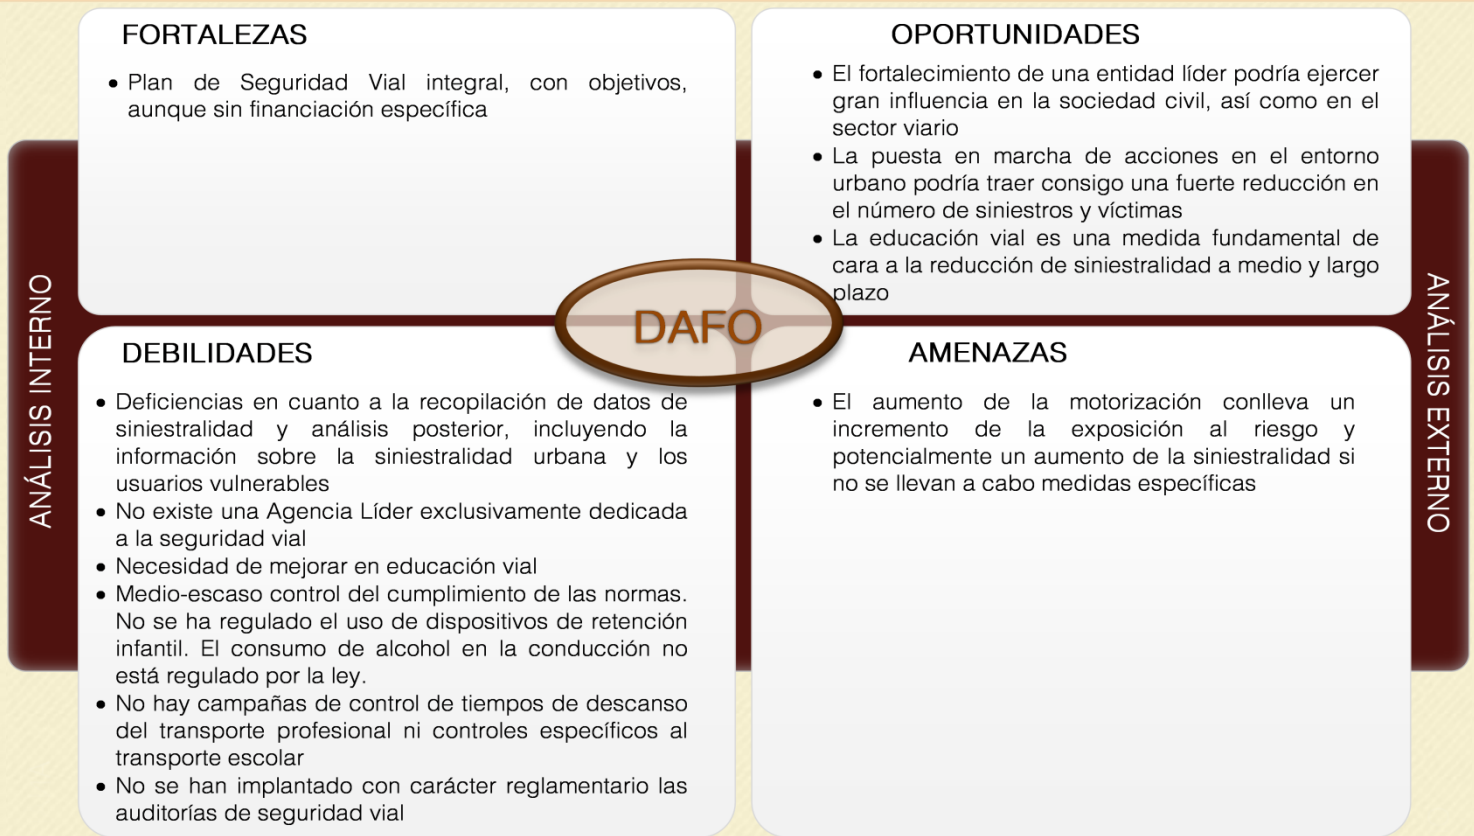 FORTALEZAS
• Plan de Seguridad Vial integral, con objetivos,
aunque sin financiación específica
OPORTUNIDADES
• El fortalecimiento de una entidad líder podría ejercer
gran influencia en la sociedad civil, así como en el
sector viario
• La puesta en marcha de acciones en el entorno
urbano podría traer consigo una fuerte reducción en
el número de siniestros y víctimas
• La educación vial es una medida fundamental de
cara a la reducción de siniestralidad a medio y largo
plazo
ANÁLISIS INTERNO
DAFO
ANÁLISIS EXTERNO
DEBILIDADES
• Deficiencias en cuanto a la recopilación de datos de
siniestralidad y análisis posterior, incluyendo la
información sobre la siniestralidad urbana y los
usuarios vulnerables
• No existe una Agencia Líder exclusivamente dedicada
a la seguridad vial
• Necesidad de mejorar en educación vial
• Medio-escaso control del cumplimiento de las normas.
No se ha regulado el uso de dispositivos de retención
infantil. El consumo de alcohol en la conducción no
está regulado por la ley.
• No hay campañas de control de tiempos de descanso
del transporte profesional ni controles específicos al
transporte escolar
• No se han implantado con carácter reglamentario las
auditorías de seguridad vial
AMENAZAS
• El aumento de la motorización conlleva un
incremento de la exposición al riesgo y
potencialmente un aumento de la siniestralidad si
no se llevan a cabo medidas específicas